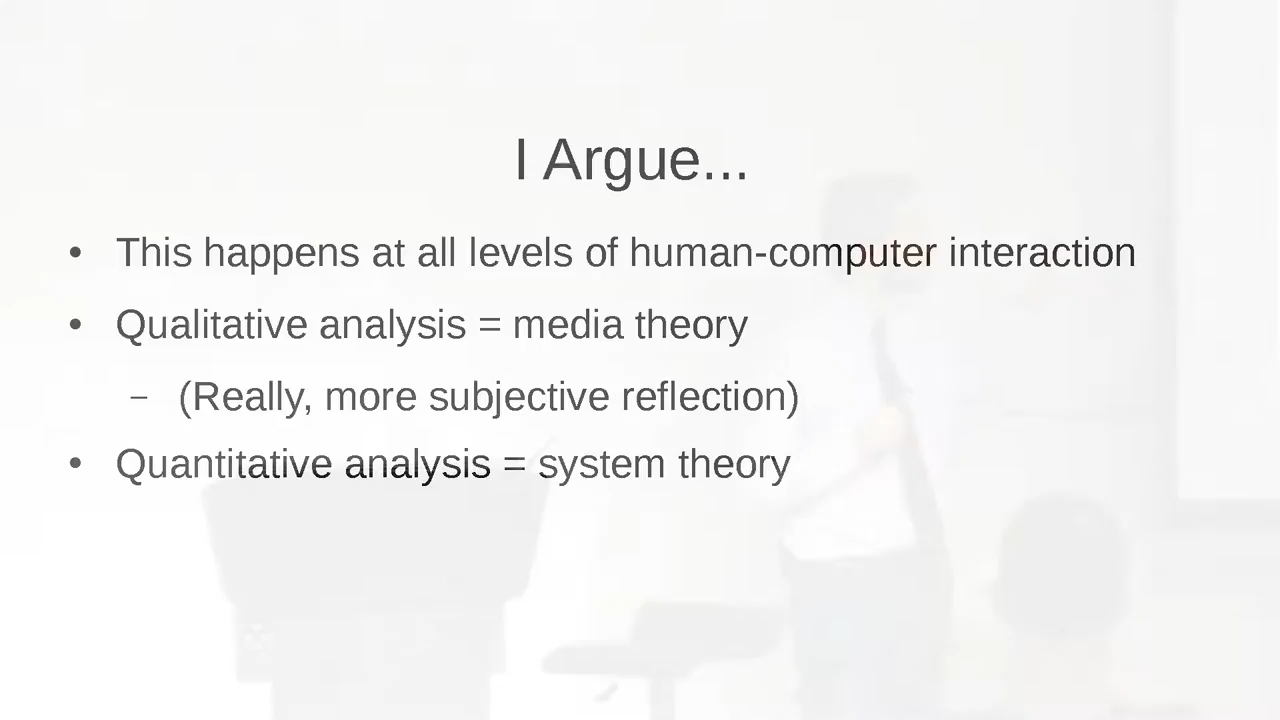 I Argue...
• This happens at all levels of human-computer interaction
• Qualitative analysis = media theory
– (Really, more subjective reflection)
• Quantitative analysis = system theory